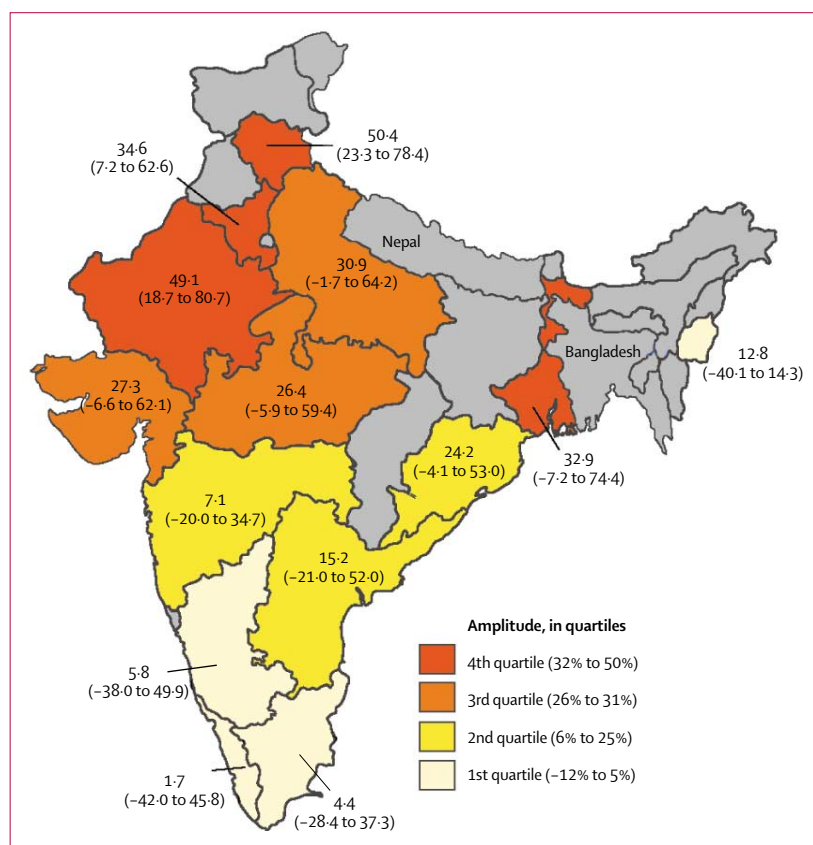 50·4
(23·3 to 78·4)
34·6
(7·2 to 62·6)
Nepal
30·9
(−1·7 to 64·2)
49·1
(18·7 to 80·7)
Bangladesh
12·8
(−40·1 to 14·3)
27·3
(−6·6 to 62·1)
26·4
(−5·9 to 59·4)
24·2
(−4·1 to 53·0)
32·9
(−7·2 to 74·4)
7·1
(−20·0 to 34·7)
15·2
(−21·0 to 52·0)
5·8
(−38·0 to 49·9)
1·7
(−42·0 to 45·8)
4·4
(−28·4 to 37·3)
Amplitude, in quartiles
4th quartile (32% to 50%)
3rd quartile (26% to 31%)
2nd quartile (6% to 25%)
1st quartile (−12% to 5%)